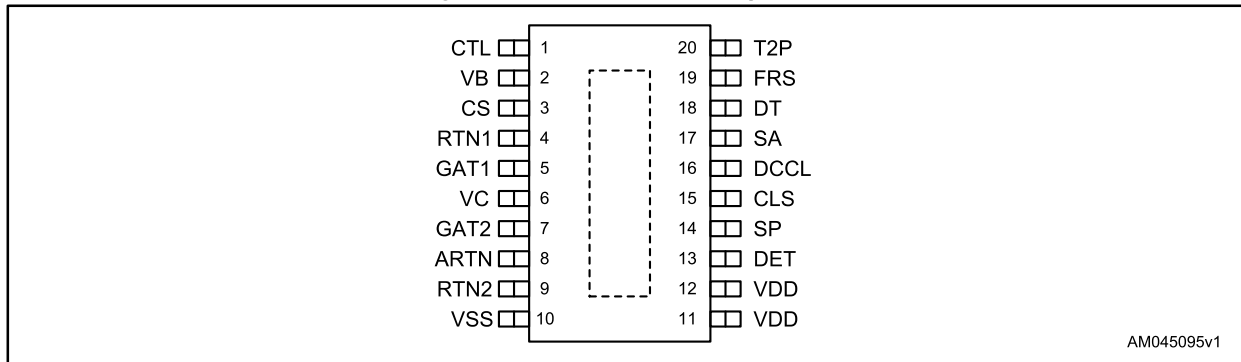 CTL 1 20 T2P
VB 2 19 FRS
CS 3 18 DT
RTN1 4 17 SA
GAT1 5 16 DCCL
VC 6 15 CLS
GAT2 7 14 SP
ARTN 8 13 DET
RTN2 9 12 VDD
VSS 10 11 VDD
AM045095v1